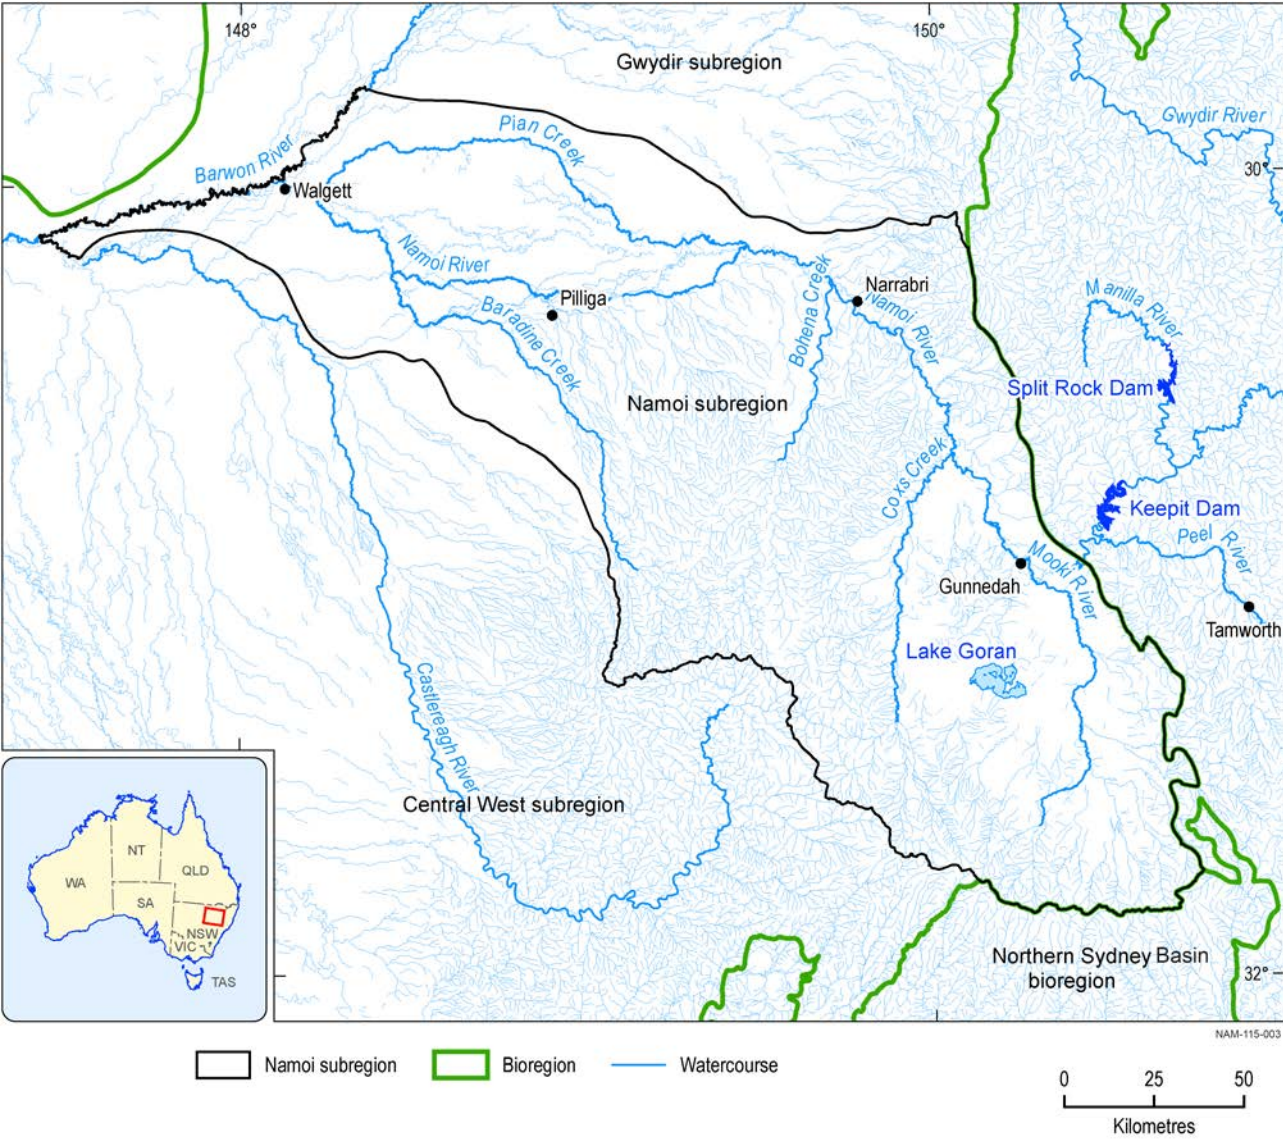 148°
150°
Gwydir subregion
Gwydir River
Pian Creek
Barwon River
30°
Walgett
Namoi River
Bohena Creek
Narrabri
Manilla River
Pilliga
Namoi River
Baradine Creek
Split Rock Dam
Namoi subregion
Coxs Creek
Keepit Dam
Peel River
Mooki River
Gunnedah
Tamworth
Lake Goran
Castlereagh River
Central West subregion
NT
QLD
WA
SA
NSW
VIC
TAS
Northern Sydney Basin
bioregion
32°
NAM-115-003
Namoi subregion
Bioregion
Watercourse
0 25 50
Kilometres